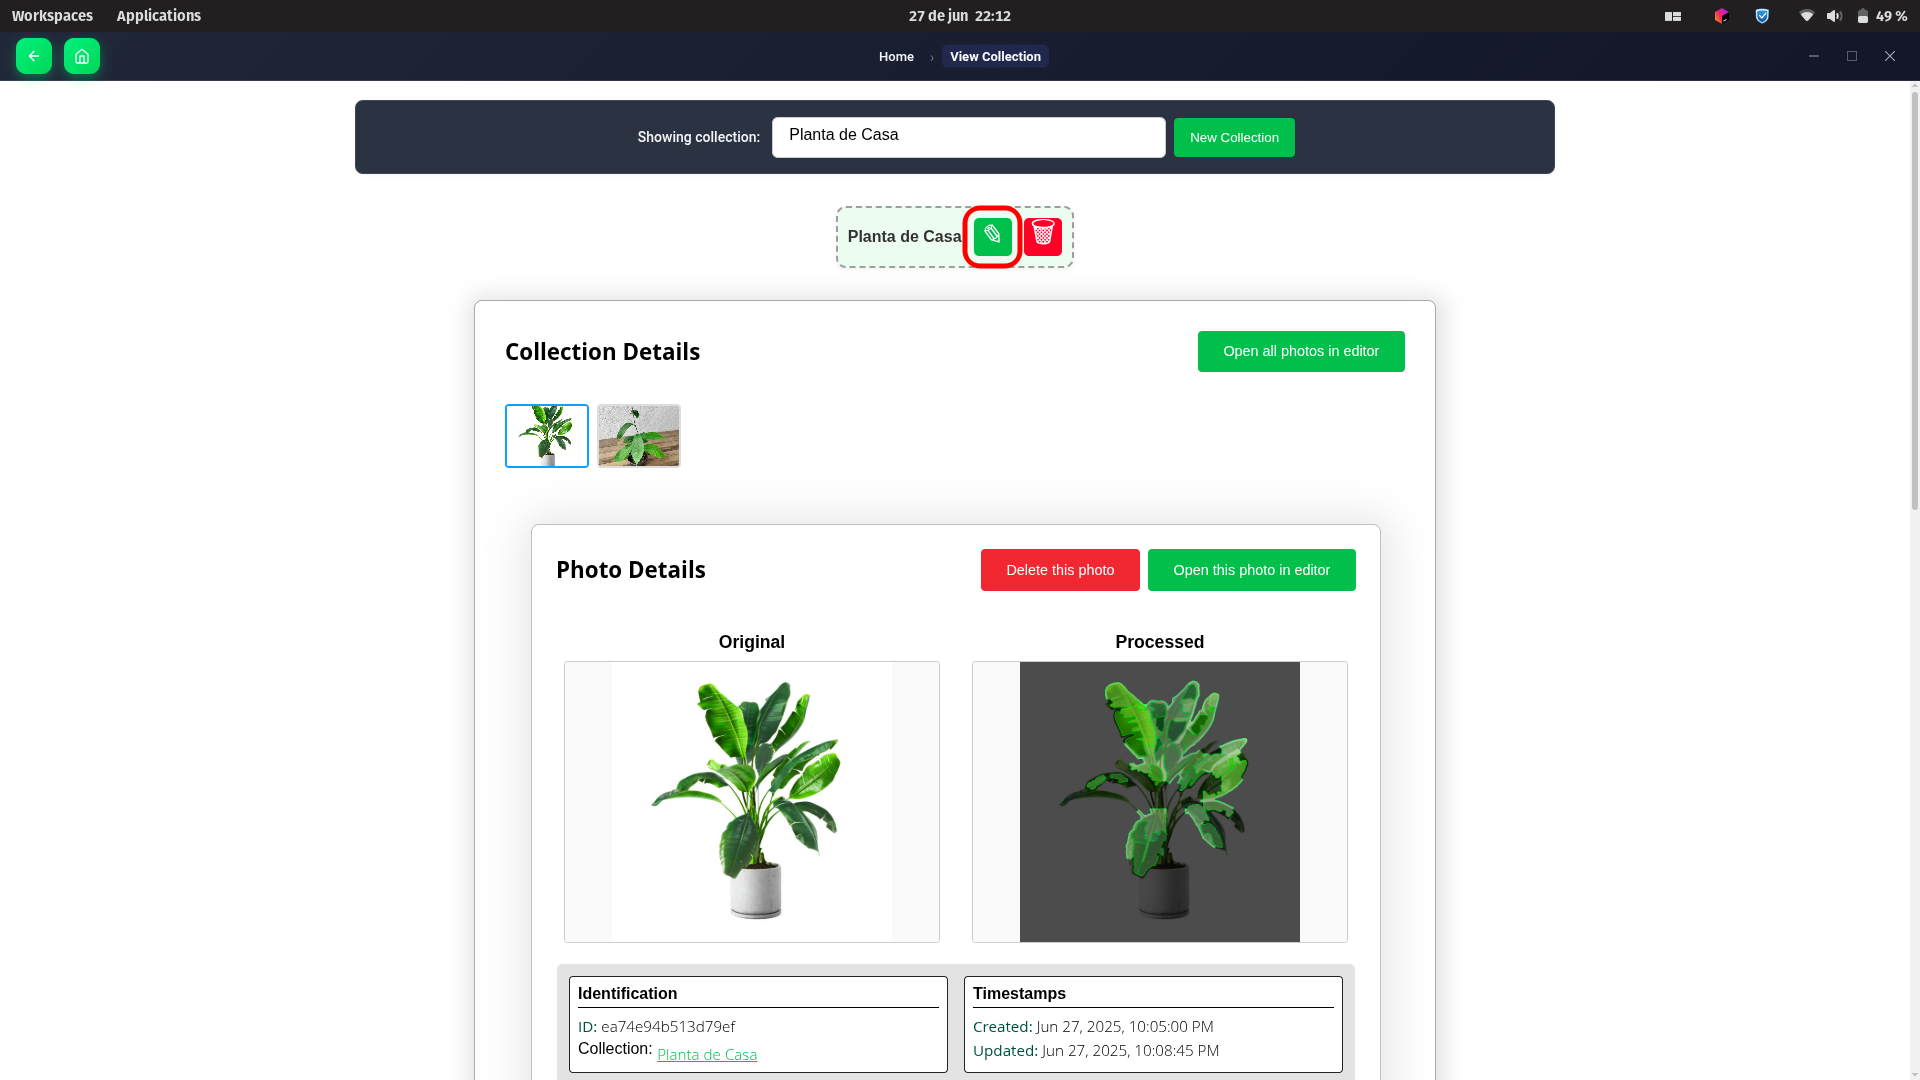 Workspaces Applications 27 de jun 22:12 49 %
Home › View Collection
Showing collection: Planta de Casa New Collection
Planta de Casa
Collection Details Open all photos in editor
Photo Details Delete this photo Open this photo in editor
Original Processed
Identification
ID: ea74e94b513d79ef
Collection: Planta de Casa
Timestamps
Created: Jun 27, 2025, 10:05:00 PM
Updated: Jun 27, 2025, 10:08:45 PM